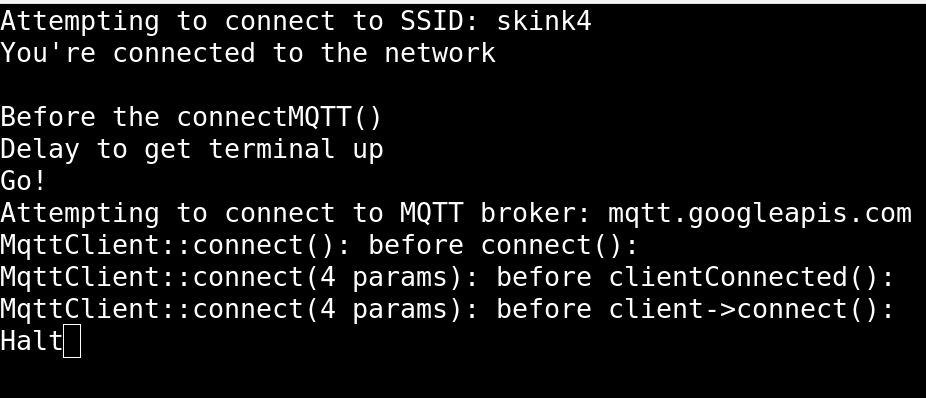 Attempting to connect to SSID: skink4
You're connected to the network
Before the connectMQTT()
Delay to get terminal up
Go!
Attempting to connect to MQTT broker: mqtt.googleapis.com
MqttClient::connect(): before connect():
MqttClient::connect(4 params): before clientConnected():
MqttClient::connect(4 params): before client->connect():
Halt